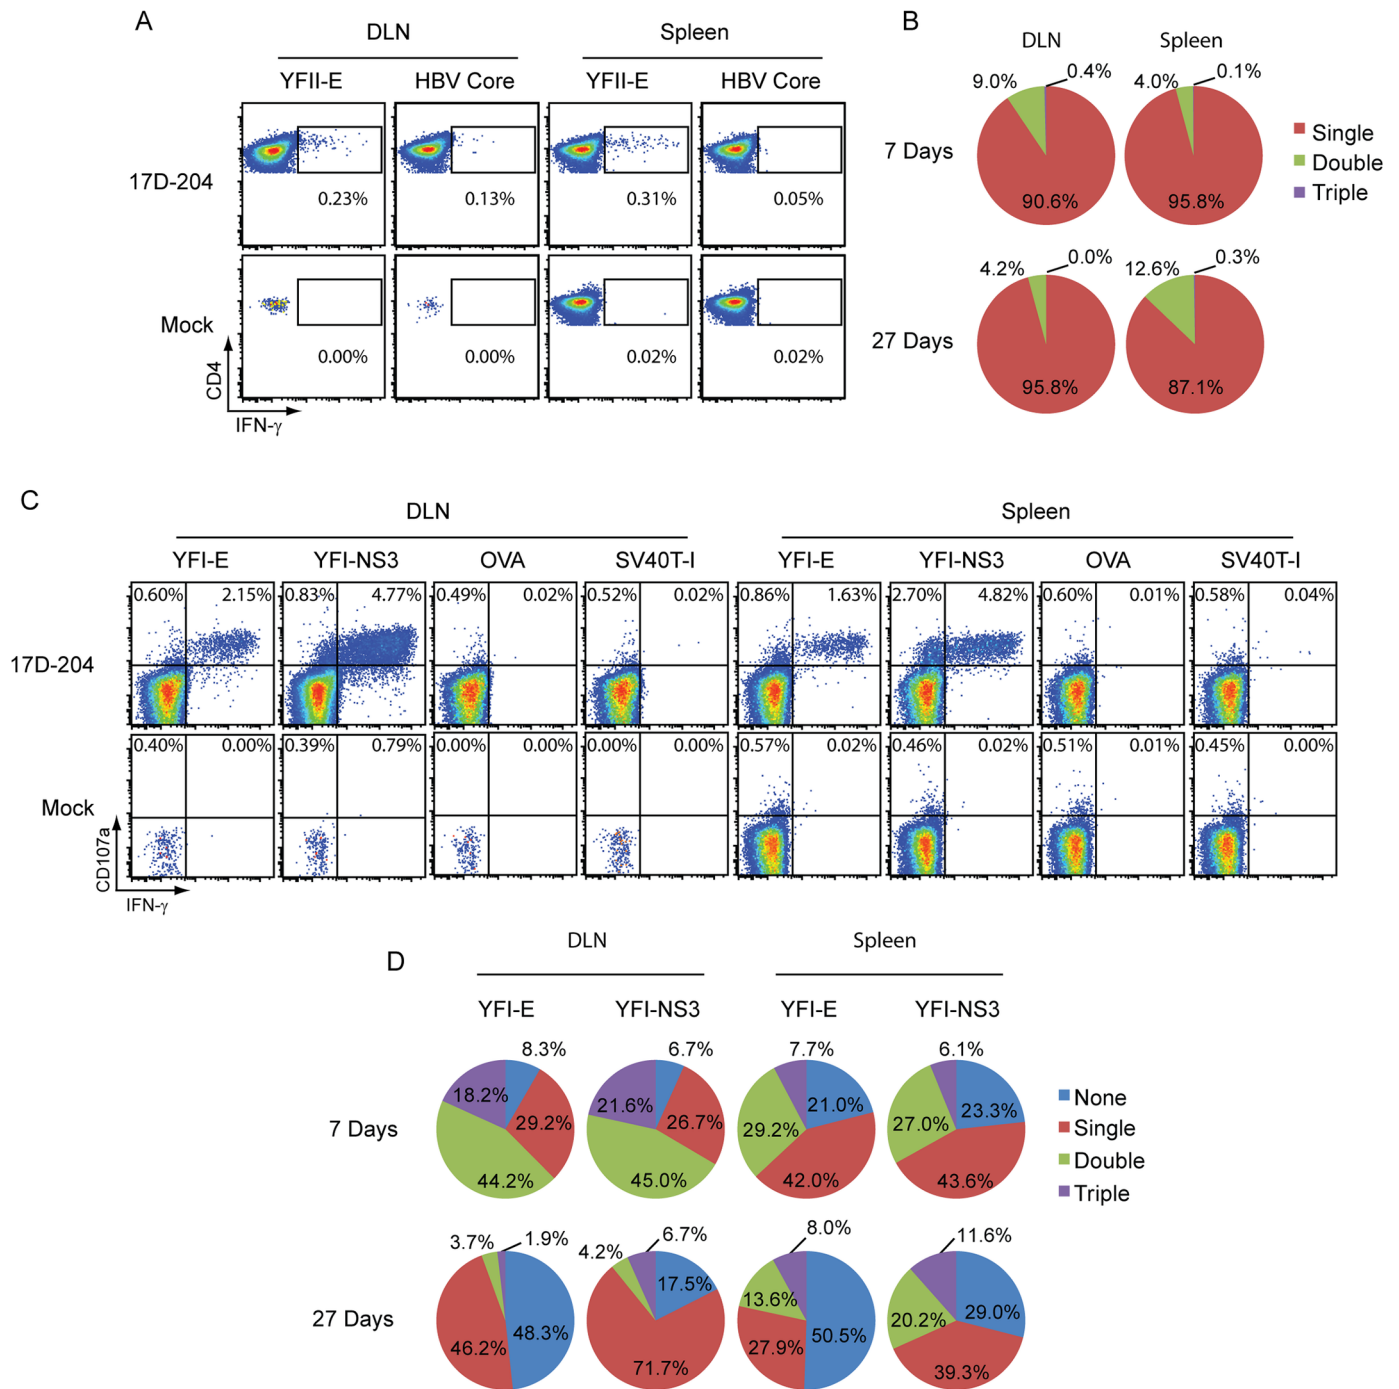 A
DLN Spleen
YFII-E HBV Core YFII-E HBV Core
17D-204
0.23% 0.13% 0.31% 0.05%
Mock
0.00% 0.00% 0.02% 0.02%
CD4
IFN-γ
B
DLN Spleen
9.0% 0.4% 4.0% 0.1%
7 Days
90.6% 95.8%
4.2% 0.0% 12.6% 0.3%
27 Days
95.8% 87.1%
Single
Double
Triple
C
DLN Spleen
YFI-E YFI-NS3 OVA SV40T-I YFI-E YFI-NS3 OVA SV40T-I
0.60% 2.15% 0.83% 4.77% 0.49% 0.02% 0.52% 0.02% 0.86% 1.63% 2.70% 4.82% 0.60% 0.01% 0.58% 0.04%
17D-204
0.40% 0.00% 0.39% 0.79% 0.00% 0.00% 0.00% 0.00% 0.57% 0.02% 0.46% 0.02% 0.51% 0.01% 0.45% 0.00%
Mock
CD107a
IFN-γ
D
DLN Spleen
YFI-E YFI-NS3 YFI-E YFI-NS3
8.3% 6.7% 7.7% 6.1%
18.2% 29.2% 21.6% 26.7% 21.0% 23.3%
7 Days
29.2% 27.0%
44.2% 45.0% 42.0% 43.6%
None
Single
Double
Triple
3.7% 1.9% 4.2% 6.7% 8.0% 11.6%
17.5% 13.6%
27 Days
46.2% 48.3% 27.9% 50.5% 20.2% 29.0%
71.7% 39.3%